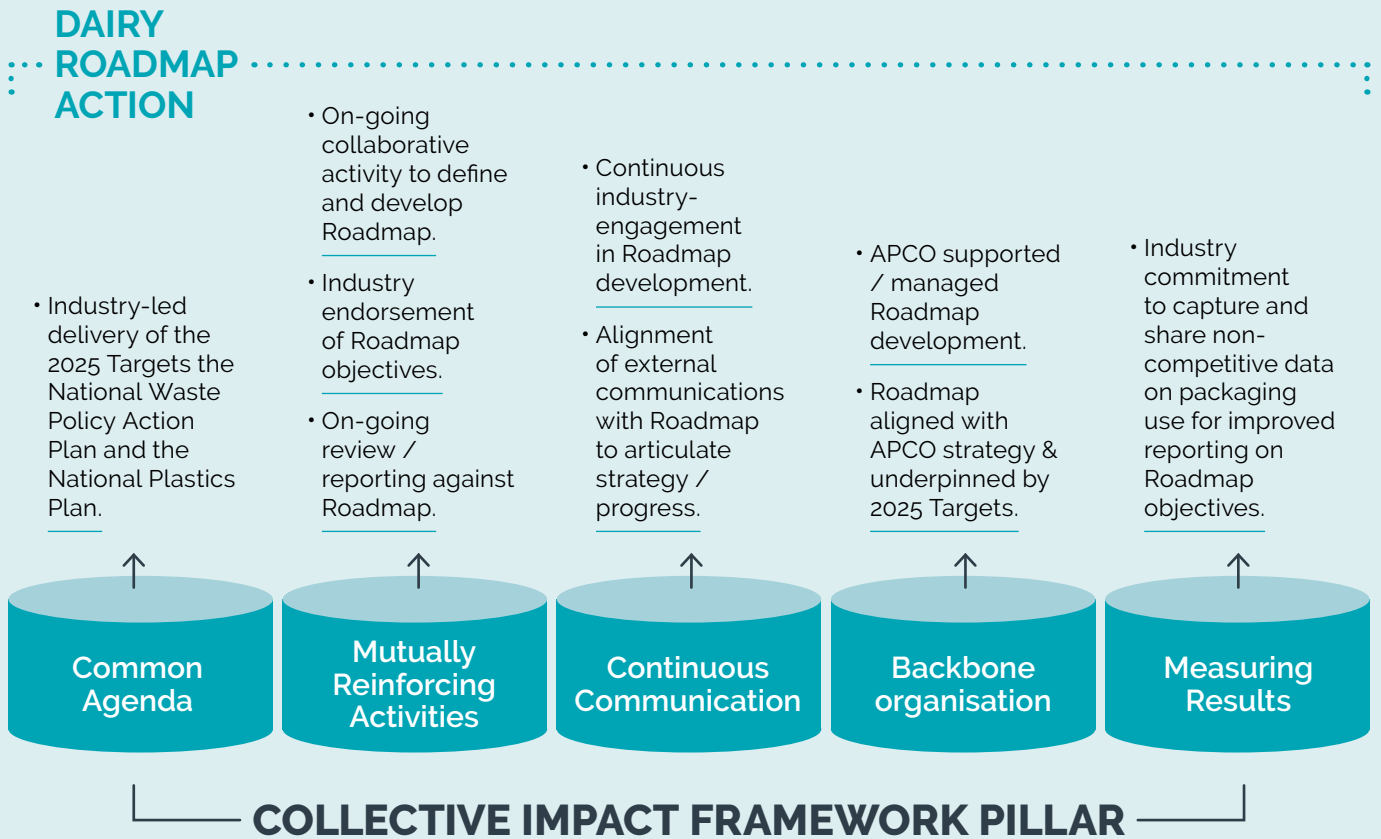 DAIRY
ROADMAP
ACTION
• Industry-led
delivery of the
2025 Targets the
National Waste
Policy Action
Plan and the
National Plastics
Plan.
• On-going
collaborative
activity to define
and develop
Roadmap.
• Industry
endorsement
of Roadmap
objectives.
• On-going
review /
reporting against
Roadmap.
• Continuous
industry-
engagement
in Roadmap
development.
• Alignment
of external
communications
with Roadmap
to articulate
strategy /
progress.
• APCO supported
/ managed
Roadmap
development.
• Roadmap
aligned with
APCO strategy &
underpinned by
2025 Targets.
• Industry
commitment
to capture and
share non-
competitive data
on packaging
use for improved
reporting on
Roadmap
objectives.
Common
Agenda
Mutually
Reinforcing
Activities
Continuous
Communication
Backbone
organisation
Measuring
Results
COLLECTIVE IMPACT FRAMEWORK PILLAR